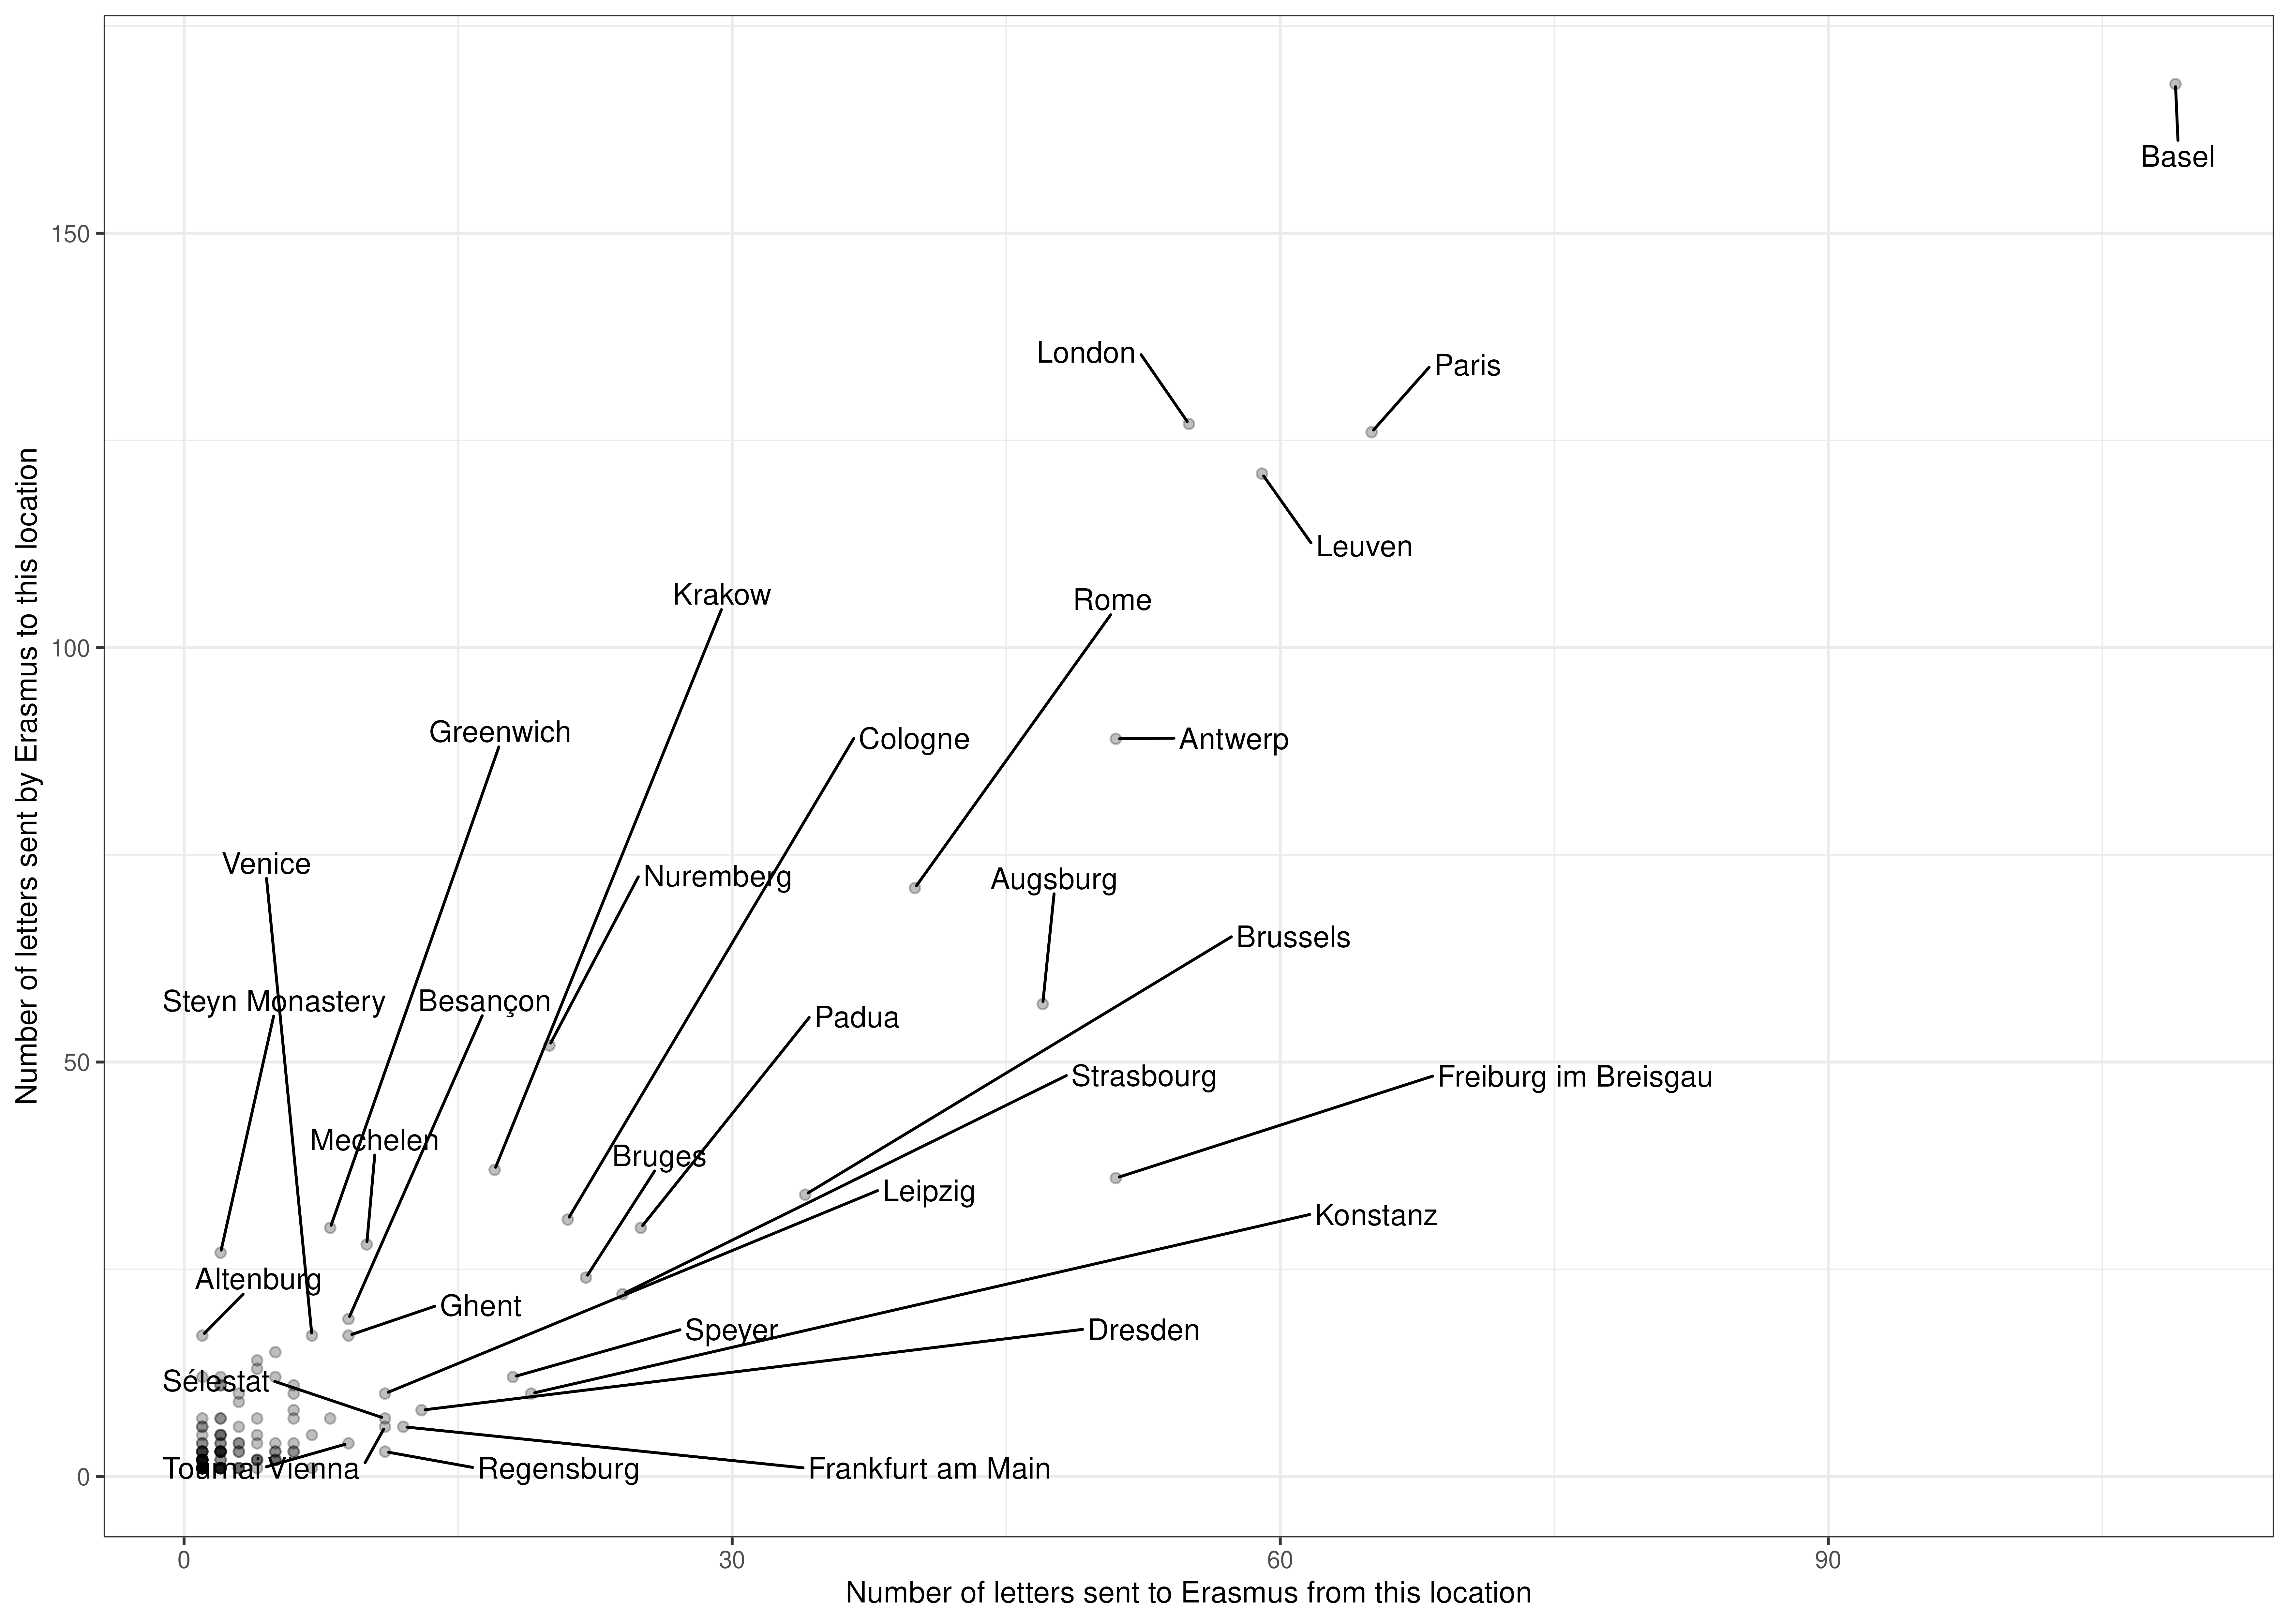 Basel
150
London
Paris
Leuven
Krakow
Rome
100
Greenwich
Cologne
Antwerp
Venice
Nuremberg
Augsburg
Brussels
Steyn Monastery
Besançon
Padua
50
Strasbourg
Freiburg im Breisgau
Mechelen
Bruges
Leipzig
Konstanz
Altenburg
Ghent
Speyer
Dresden
Sélestat
Tournai
Vienna
Regensburg
Frankfurt am Main
0
0
30
60
90
Number of letters sent to Erasmus from this location
Number of letters sent by Erasmus to this location